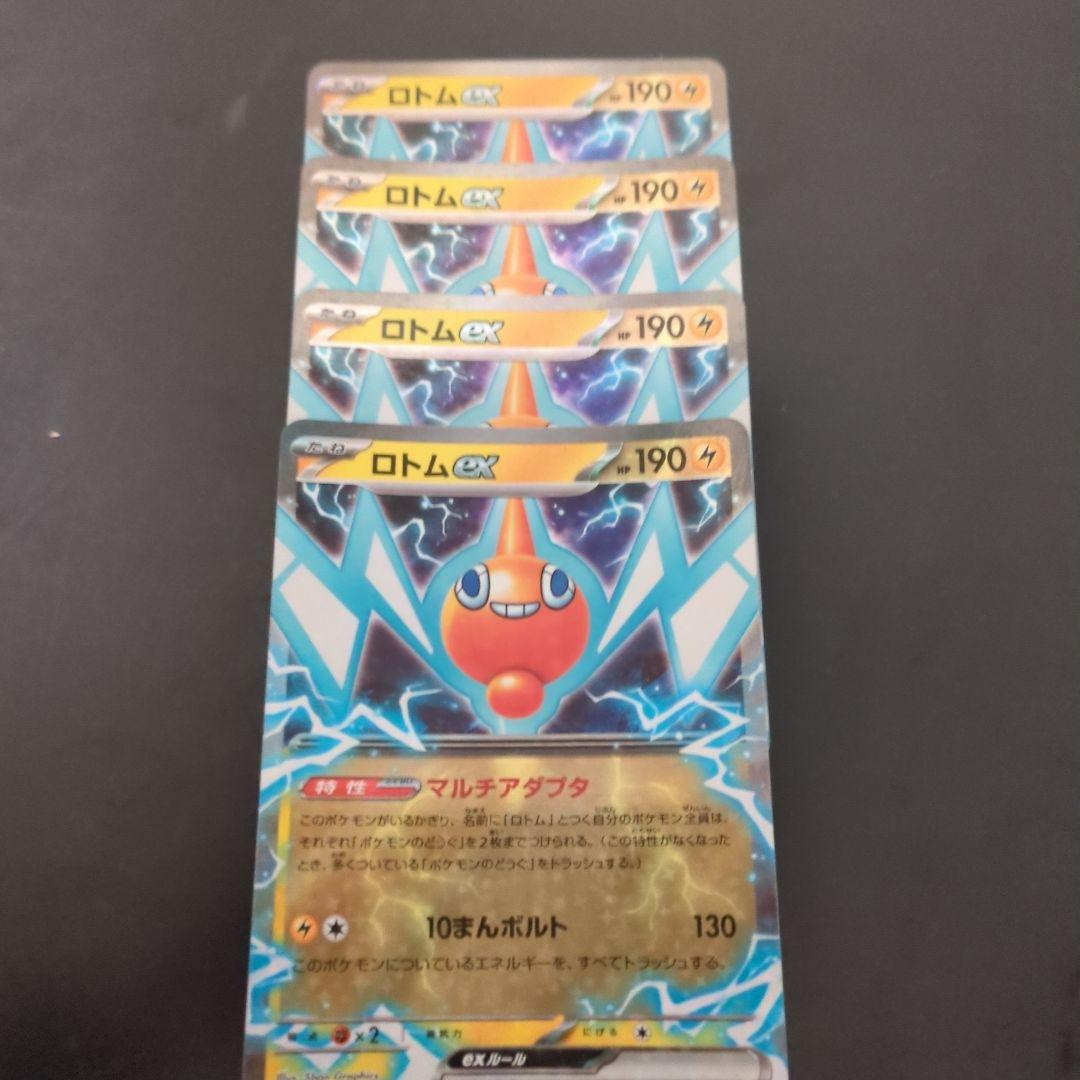 たね ロトムex HP 190
たね ロトムex HP 190
たね ロトムex HP 190
たね ロトムex HP 190
特性 マルチアダプタ
このポケモンがいるかぎり、名前に「ロトム」とつく自分のポケモン全員は、
それぞれ「ポケモンのどうぐ」を2枚までつけられる。（この特性がなくなった
とき、多くついている「ポケモンのどうぐ」をトラッシュする。）
10まんボルト 130
このポケモンについているエネルギーを、すべてトラッシュする。
弱点 ×2 抵抗力 にげる
exルール